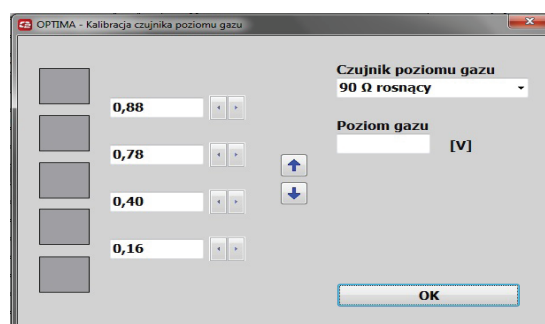 OPTIMA - Kalibracja czujnika poziomu gazu
Czujnik poziomu gazu
90 Ω rosnący
0,88
Poziom gazu
[V]
0,78
0,40
0,16
OK